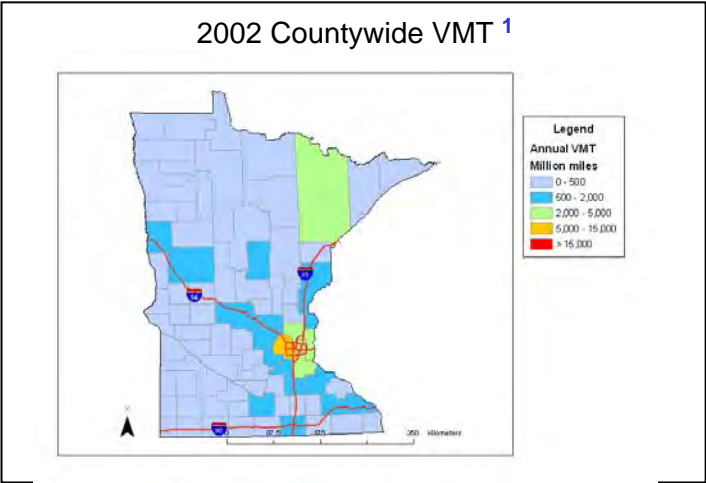 2002 Countywide VMT 1
Legend
Annual VMT
Million miles
0 - 500
500 - 2,000
2,000 - 5,000
5,000 - 15,000
> 15,000
35
94
90
350 Kilometers